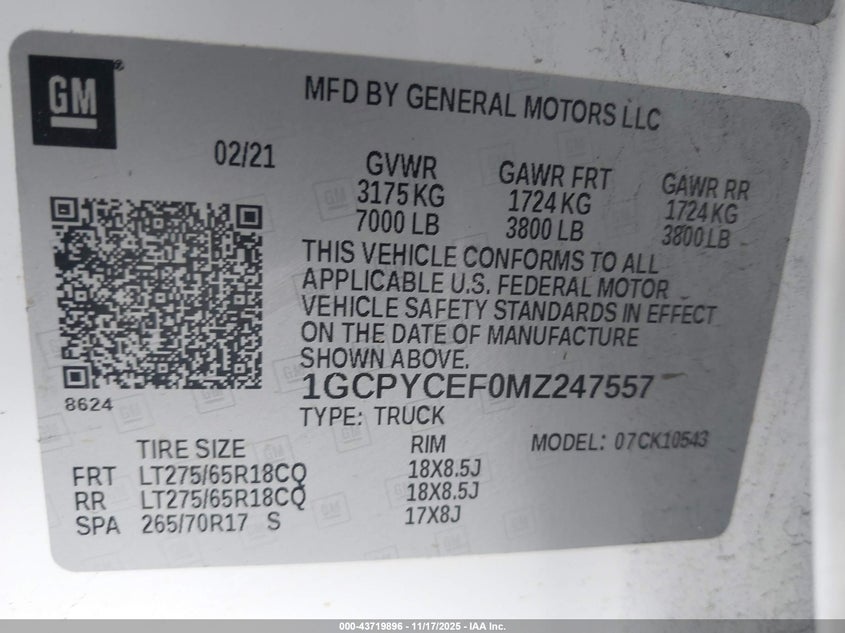 GM®
MFD BY GENERAL MOTORS LLC
02/21
GVWR
3175 KG
7000 LB
GAWR FRT
1724 KG
3800 LB
GAWR RR
1724 KG
3800 LB
THIS VEHICLE CONFORMS TO ALL
APPLICABLE U.S. FEDERAL MOTOR
VEHICLE SAFETY STANDARDS IN EFFECT
ON THE DATE OF MANUFACTURE
SHOWN ABOVE.
1GCPYCEF0MZ247557
8624
TYPE: TRUCK
TIRE SIZE RIM MODEL: 07CK10543
FRT LT275/65R18CQ 18X8.5J
RR LT275/65R18CQ 18X8.5J
SPA 265/70R17 S 17X8J
000-43719896 - 11/17/2025 - IAA Inc.